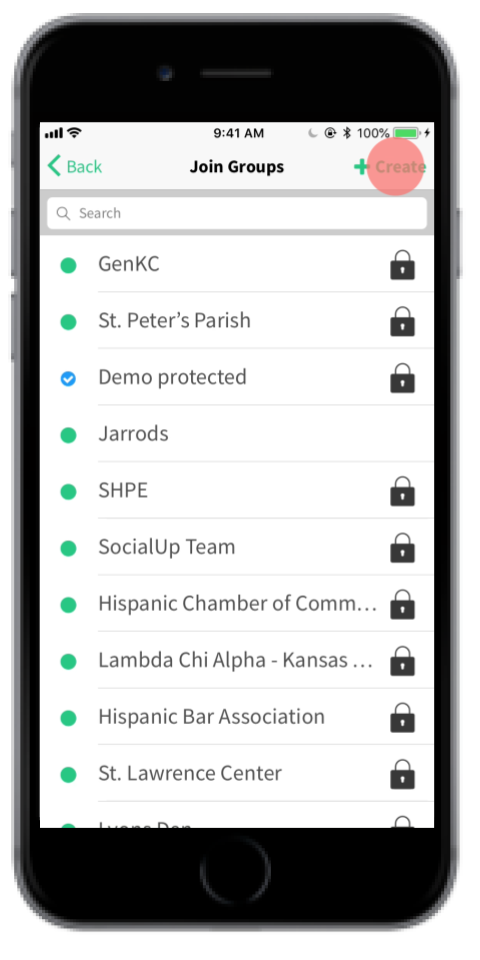 9:41 AM 100%
Back Join Groups + Create
Search
GenKC
St. Peter's Parish
Demo protected
Jarrods
SHPE
SocialUp Team
Hispanic Chamber of Comm...
Lambda Chi Alpha - Kansas ...
Hispanic Bar Association
St. Lawrence Center